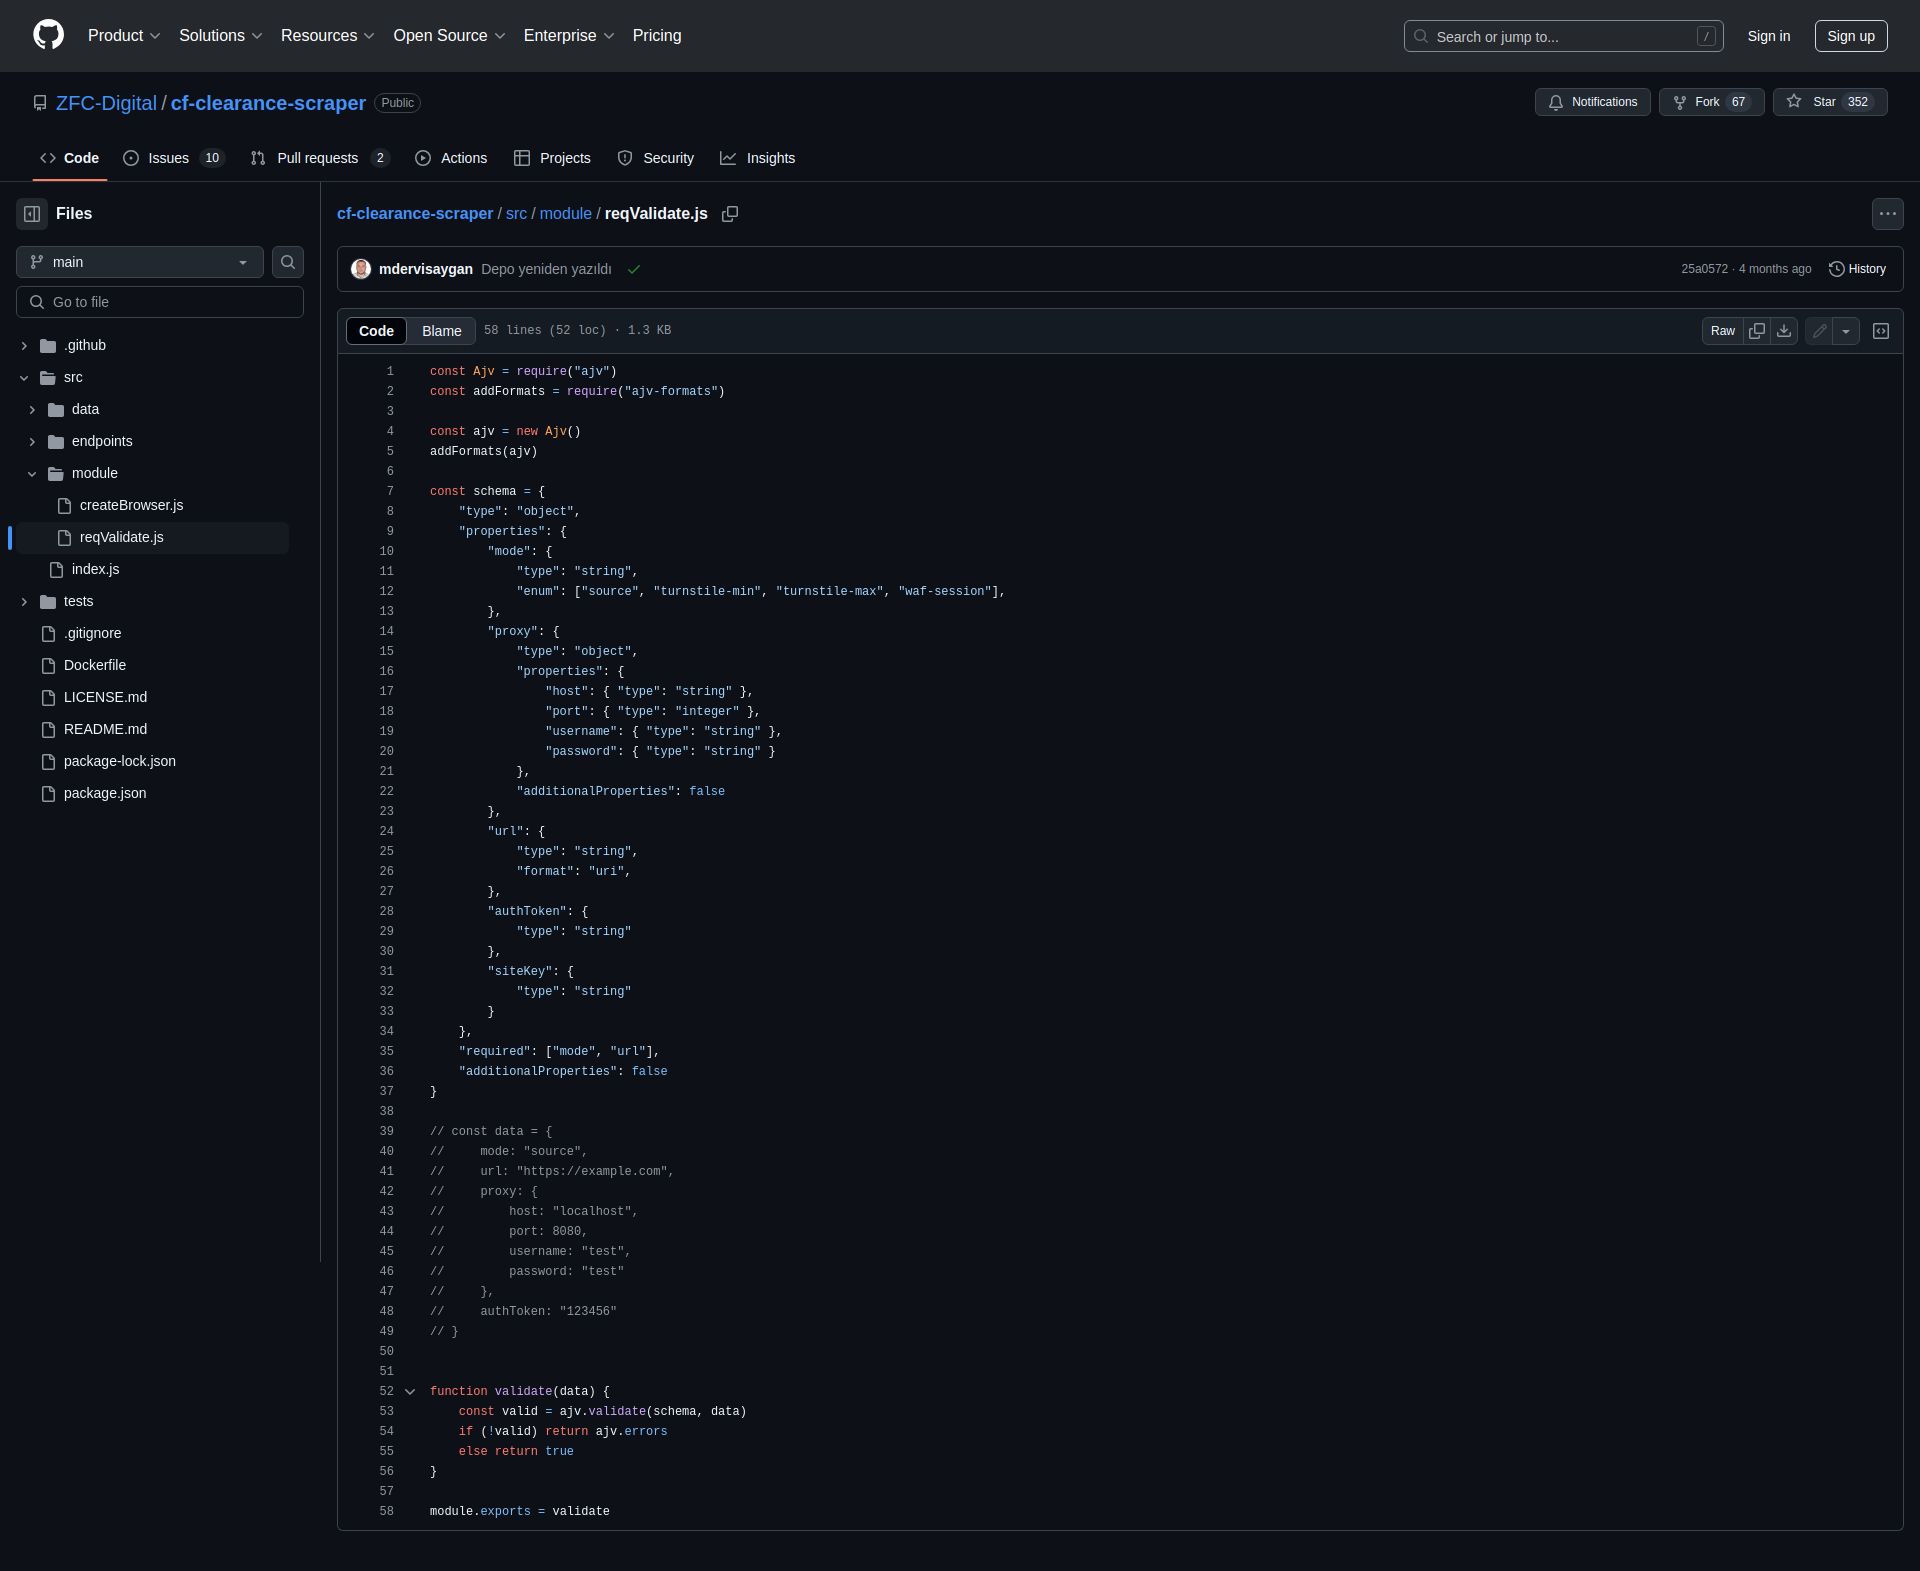 Product Solutions Resources Open Source Enterprise Pricing Search or jump to... / Sign in Sign up
ZFC-Digital / cf-clearance-scraper Public Notifications Fork 67 Star 352
Code Issues 10 Pull requests 2 Actions Projects Security Insights
Files
main
Go to file
.github
src
data
endpoints
module
createBrowser.js
reqValidate.js
index.js
tests
.gitignore
Dockerfile
LICENSE.md
README.md
package-lock.json
package.json
cf-clearance-scraper / src / module / reqValidate.js
mdervisaygan Depo yeniden yazıldı 25a0572 · 4 months ago History
Code Blame 58 lines (52 loc) · 1.3 KB Raw
1 const Ajv = require("ajv")
2 const addFormats = require("ajv-formats")
3
4 const ajv = new Ajv()
5 addFormats(ajv)
6
7 const schema = {
8     "type": "object",
9     "properties": {
10         "mode": {
11             "type": "string",
12             "enum": ["source", "turnstile-min", "turnstile-max", "waf-session"],
13         },
14         "proxy": {
15             "type": "object",
16             "properties": {
17                 "host": { "type": "string" },
18                 "port": { "type": "integer" },
19                 "username": { "type": "string" },
20                 "password": { "type": "string" }
21             },
22             "additionalProperties": false
23         },
24         "url": {
25             "type": "string",
26             "format": "uri",
27         },
28         "authToken": {
29             "type": "string"
30         },
31         "siteKey": {
32             "type": "string"
33         }
34     },
35     "required": ["mode", "url"],
36     "additionalProperties": false
37 }
38
39 // const data = {
40 //     mode: "source",
41 //     url: "https://example.com",
42 //     proxy: {
43 //         host: "localhost",
44 //         port: 8080,
45 //         username: "test",
46 //         password: "test"
47 //     },
48 //     authToken: "123456"
49 // }
50
51
52 function validate(data) {
53     const valid = ajv.validate(schema, data)
54     if (!valid) return ajv.errors
55     else return true
56 }
57
58 module.exports = validate